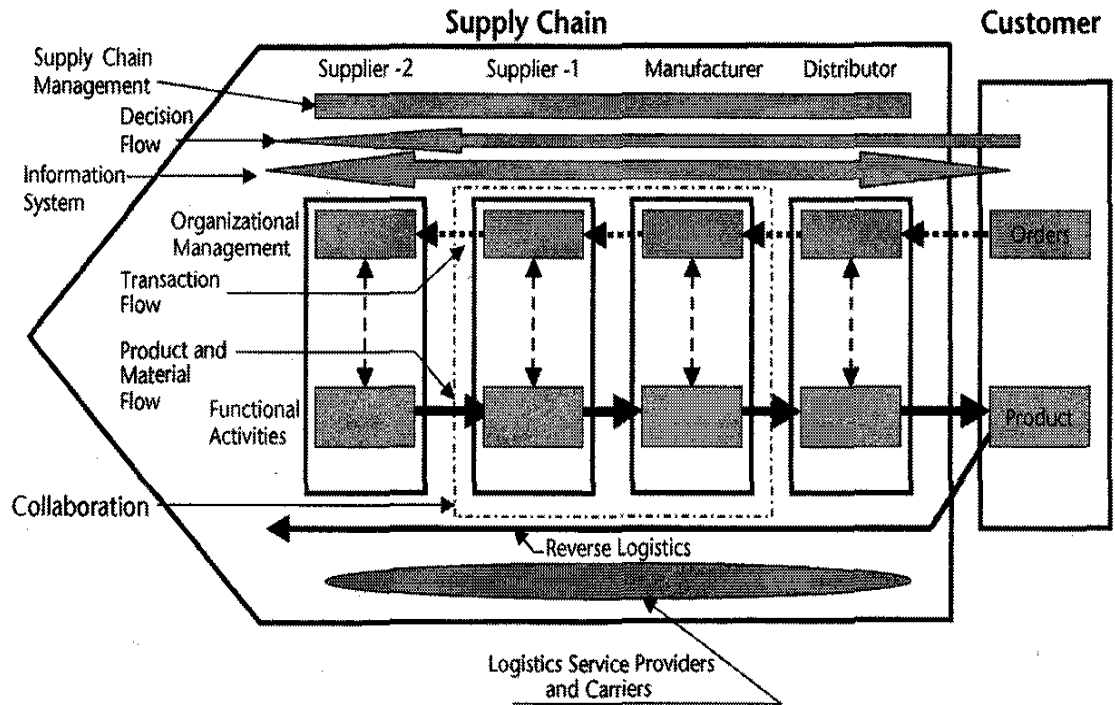 Supply Chain
Customer
Supply Chain
Management
Supplier -2
Supplier -1
Manufacturer
Distributor
Decision
Flow
Information
System
Organizational
Management
Orders
Transaction
Flow
Product and
Material
Flow
Functional
Activities
Product
Collaboration
Reverse Logistics
Logistics Service Providers
and Carriers